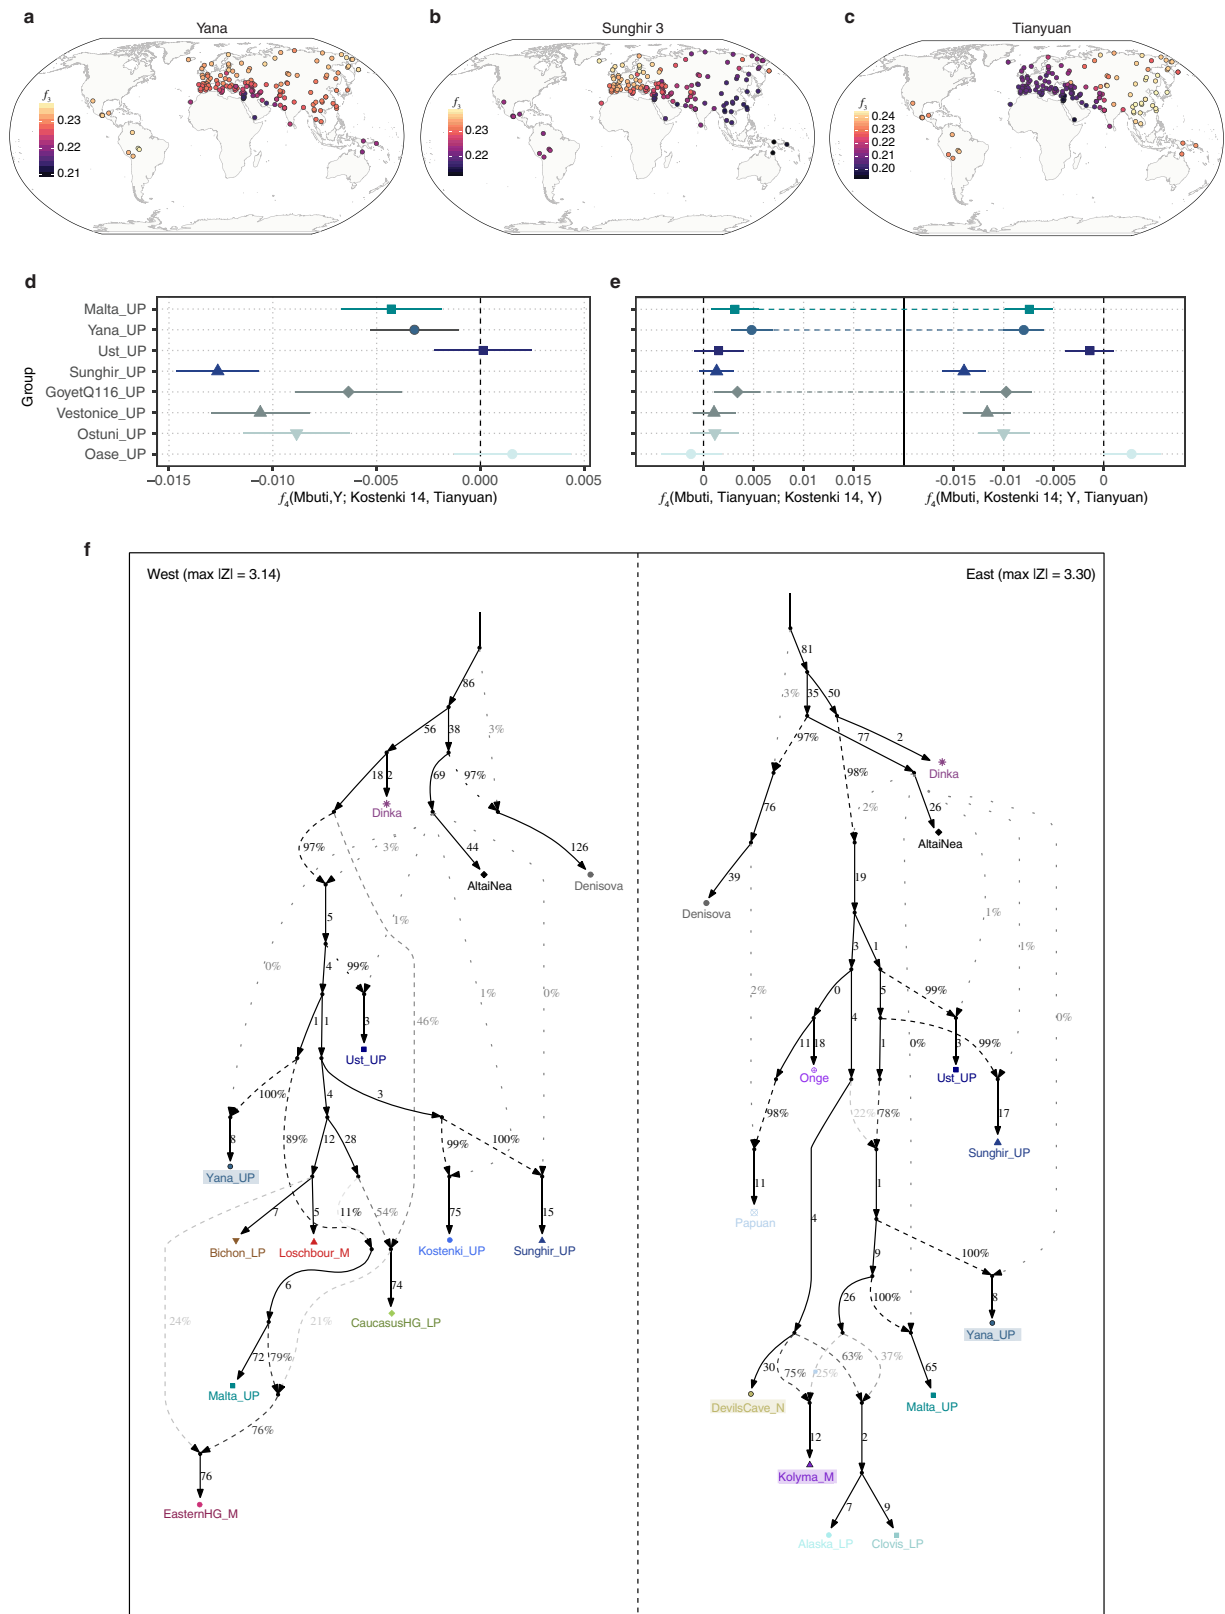 a
Yana
f3
0.23
0.22
0.21
b
Sunghir 3
f3
0.23
0.22
c
Tianyuan
f3
0.24
0.23
0.22
0.21
0.20
d
Group
Malta_UP
Yana_UP
Ust_UP
Sunghir_UP
GoyetQ116_UP
Vestonice_UP
Ostuni_UP
Oase_UP
−0.015
−0.010
−0.005
0.000
0.005
f4(Mbuti,Y; Kostenki 14, Tianyuan)
e
0
0.005
0.01
0.015
-0.015
-0.01
-0.005
0
f4(Mbuti, Tianyuan; Kostenki 14, Y)
f4(Mbuti, Kostenki 14; Y, Tianyuan)
f
West (max |Z| = 3.14)
86
56
38
3%
18
2
69
97%
Dinka
97%
3%
44
126
AltaiNea
Denisova
5
1%
4
99%
0%
1%
0%
46%
1
1
3
Ust_UP
100%
4
3
8
89%
12
28
99%
100%
Yana_UP
7
5
11%
54%
75
15
Bichon_LP
Loschbour_M
Kostenki_UP
Sunghir_UP
6
74
24%
21%
CaucasusHG_LP
72
79%
Malta_UP
76%
76
EasternHG_M
East (max |Z| = 3.30)
81
3%
35
50
97%
77
2
98%
Dinka
76
2%
26
AltaiNea
39
19
Denisova
1%
3
1
1%
2%
0
5
99%
4
0%
0%
11
18
1
3
99%
Onge
Ust_UP
98%
22%
78%
17
Sunghir_UP
11
1
Papuan
4
9
100%
26
100%
8
Yana_UP
30
75%
25%
63%
37%
65
DevilsCave_N
Malta_UP
12
2
Kolyma_M
7
9
Alaska_LP
Clovis_LP